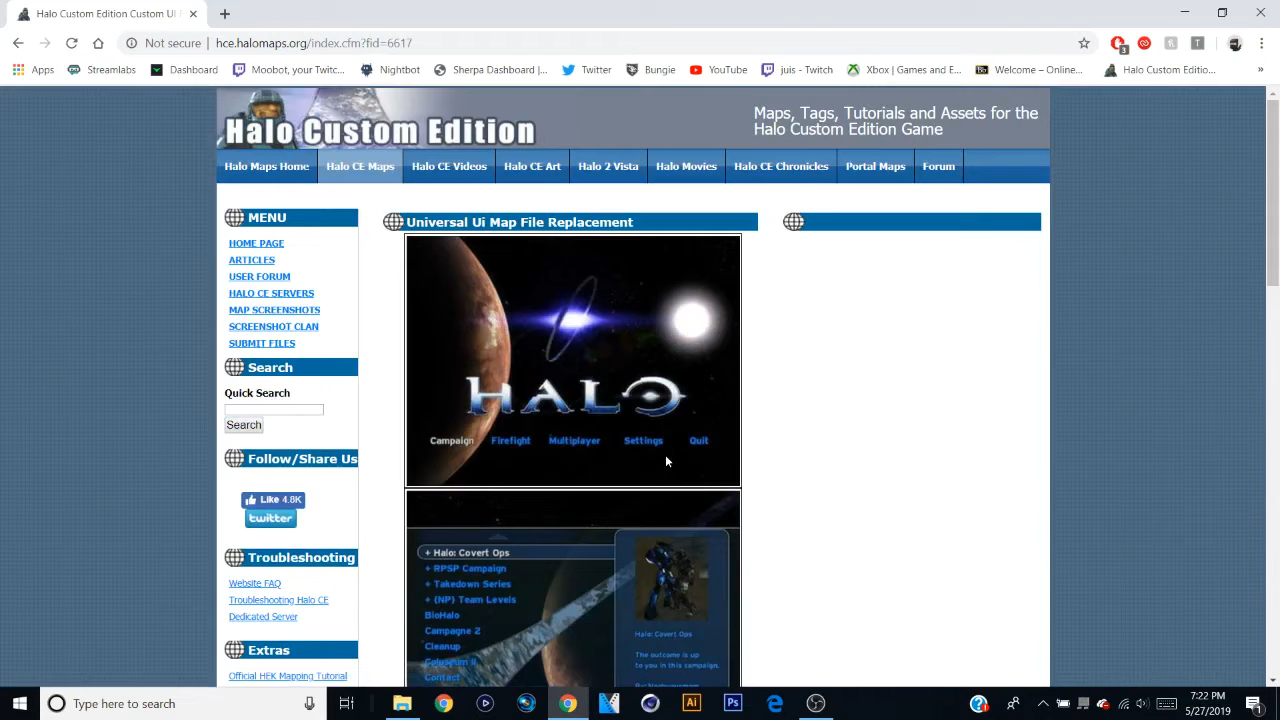 Halo Custom Edition Custom UI
Not secure | hce.halomaps.org/index.cfm?fid=6617
3
Apps
Streamlabs
Dashboard
Moobot, your Twitc...
Nightbot
Sherpa Dashboard |...
Twitter
Bungie
YouTube
juis - Twitch
Xbox | Games and E...
Welcome – Online...
Halo Custom Editio...
»
Halo Custom Edition
Maps, Tags, Tutorials and Assets for the
Halo Custom Edition Game
Halo Maps Home
Halo CE Maps
Halo CE Videos
Halo CE Art
Halo 2 Vista
Halo Movies
Halo CE Chronicles
Portal Maps
Forum
MENU
HOME PAGE
ARTICLES
USER FORUM
HALO CE SERVERS
MAP SCREENSHOTS
SCREENSHOT CLAN
SUBMIT FILES
Search
Quick Search
Search
Follow/Share Us
Like 4.8K
twitter
Troubleshooting
Website FAQ
Troubleshooting Halo CE
Dedicated Server
Extras
Official HEK Mapping Tutorial
Universal Ui Map File Replacement
HALO
Campaign Firefight Multiplayer Settings Quit
+ Halo: Covert Ops
+ RPSP Campaign
+ Takedown Series
+ (NP) Team Levels
BioHalo
Campagne 2
Cleanup
Coloseum II
Contact
Halo: Covert Ops
The outcome is up
to you in this campaign.
Type here to search
7:22 PM
5/27/2019
1